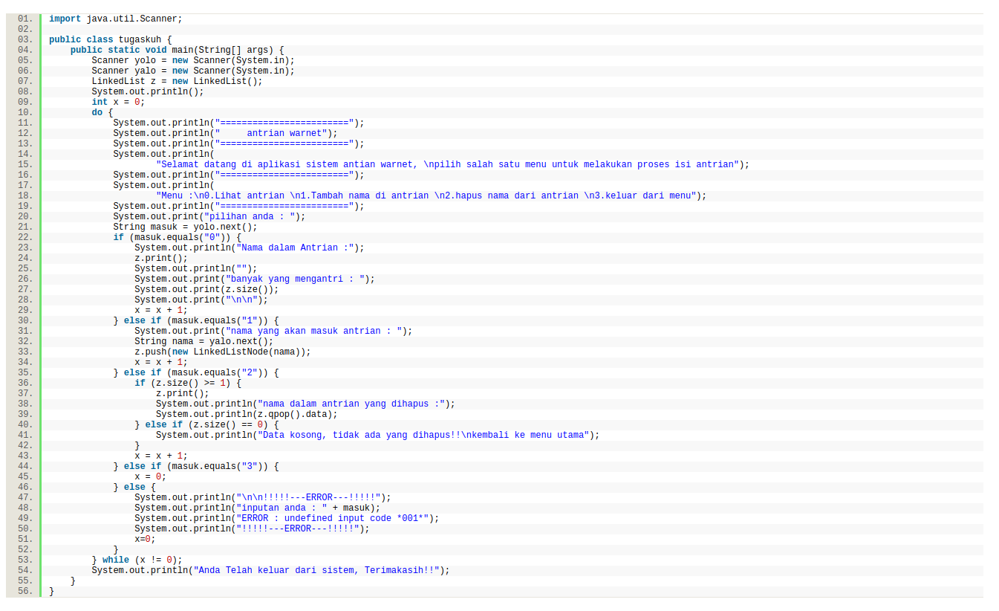 01. import java.util.Scanner;
02.
03. public class tugaskuh {
04.     public static void main(String[] args) {
05.         Scanner yolo = new Scanner(System.in);
06.         Scanner yalo = new Scanner(System.in);
07.         LinkedList z = new LinkedList();
08.         System.out.println();
09.         int x = 0;
10.         do {
11.             System.out.println("========================");
12.             System.out.println("     antrian warnet");
13.             System.out.println("========================");
14.             System.out.println(
15.                     "Selamat datang di aplikasi sistem antian warnet, \npilih salah satu menu untuk melakukan proses isi antrian");
16.             System.out.println("========================");
17.             System.out.println(
18.                     "Menu :\n0.Lihat antrian \n1.Tambah nama di antrian \n2.hapus nama dari antrian \n3.keluar dari menu");
19.             System.out.println("========================");
20.             System.out.print("pilihan anda : ");
21.             String masuk = yolo.next();
22.             if (masuk.equals("0")) {
23.                 System.out.println("Nama dalam Antrian :");
24.                 z.print();
25.                 System.out.println("");
26.                 System.out.print("banyak yang mengantri : ");
27.                 System.out.print(z.size());
28.                 System.out.print("\n\n");
29.                 x = x + 1;
30.             } else if (masuk.equals("1")) {
31.                 System.out.print("nama yang akan masuk antrian : ");
32.                 String nama = yalo.next();
33.                 z.push(new LinkedListNode(nama));
34.                 x = x + 1;
35.             } else if (masuk.equals("2")) {
36.                 if (z.size() >= 1) {
37.                     z.print();
38.                     System.out.println("nama dalam antrian yang dihapus :");
39.                     System.out.println(z.qpop().data);
40.                 } else if (z.size() == 0) {
41.                     System.out.println("Data kosong, tidak ada yang dihapus!!\nkembali ke menu utama");
42.                 }
43.                 x = x + 1;
44.             } else if (masuk.equals("3")) {
45.                 x = 0;
46.             } else {
47.                 System.out.println("\n\n!!!!!---ERROR---!!!!!");
48.                 System.out.println("inputan anda : " + masuk);
49.                 System.out.println("ERROR : undefined input code *001*");
50.                 System.out.println("!!!!!---ERROR---!!!!!");
51.                 x=0;
52.             }
53.         } while (x != 0);
54.         System.out.println("Anda Telah keluar dari sistem, Terimakasih!!");
55.     }
56. }